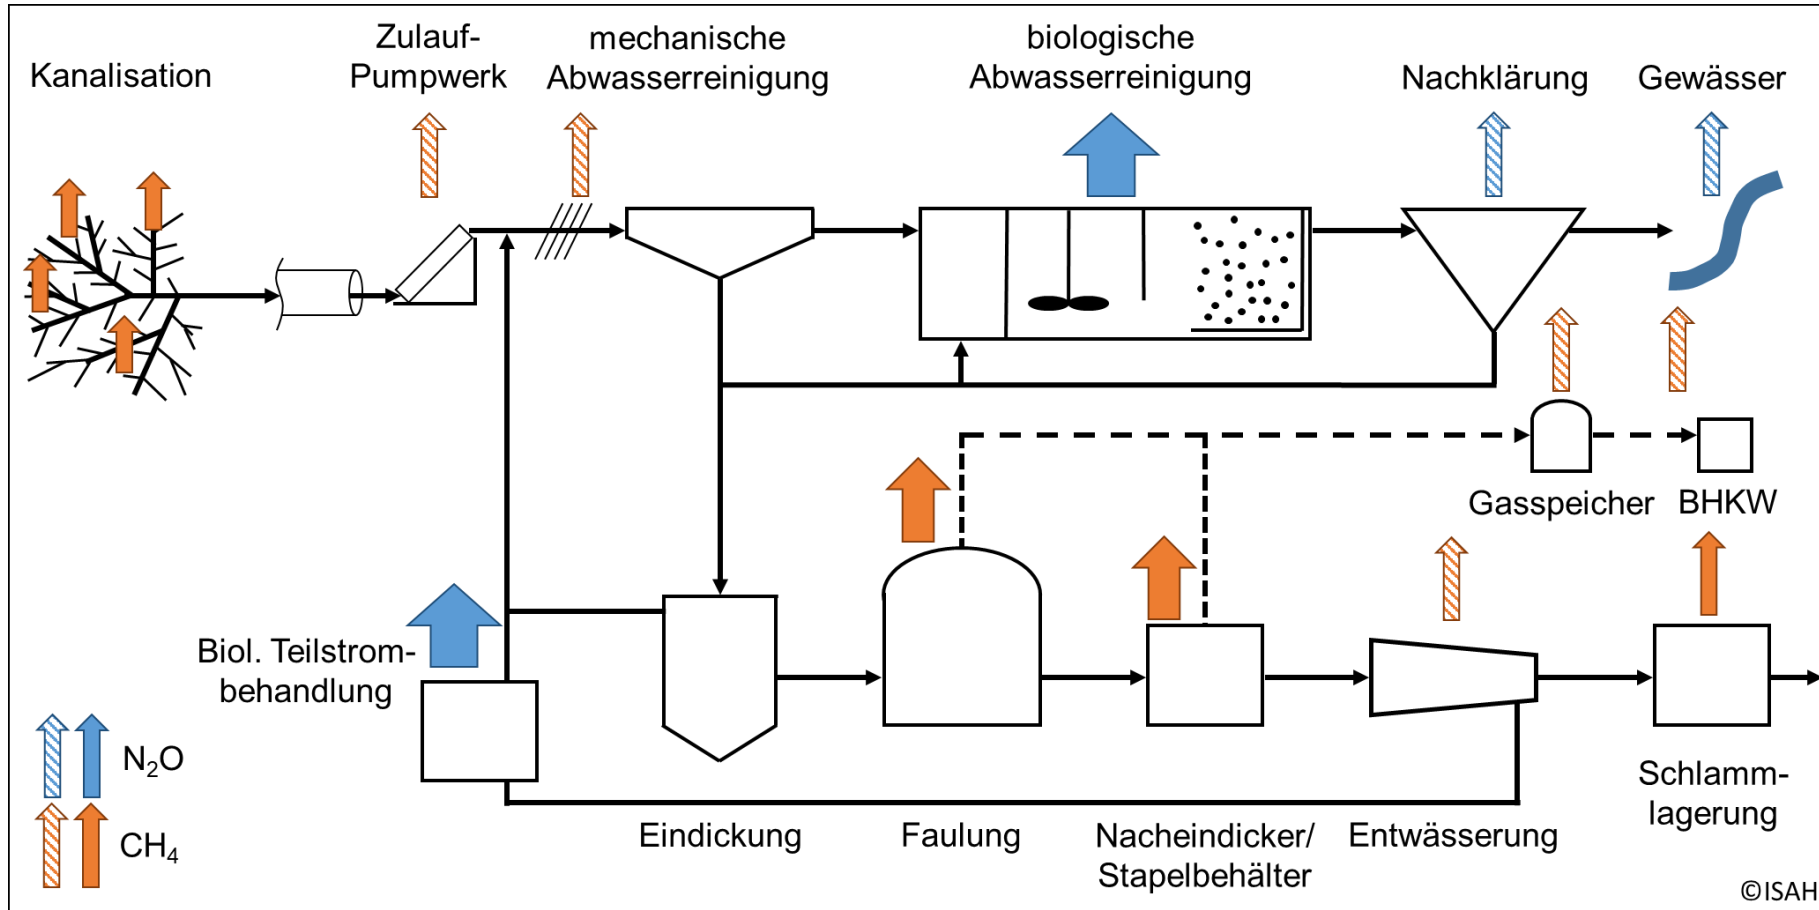 Kanalisation
Zulauf-
Pumpwerk
mechanische
Abwasserreinigung
biologische
Abwasserreinigung
Nachklärung
Gewässer
Gasspeicher
BHKW
Biol. Teilstrom-
behandlung
N₂O
CH₄
Eindickung
Faulung
Nacheindicker/
Stapelbehälter
Entwässerung
Schlamm-
lagerung
©ISAH